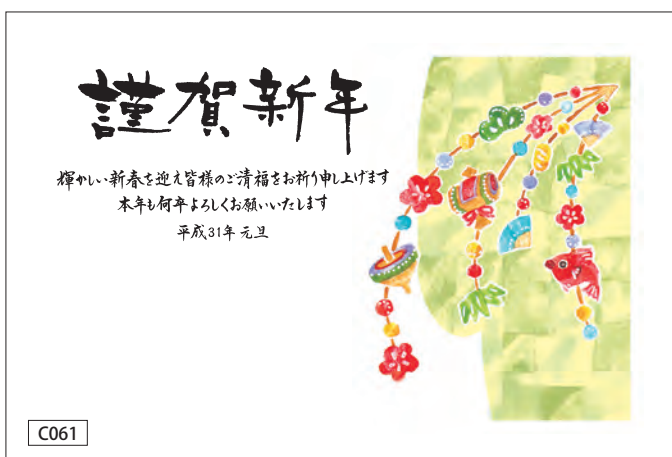 謹賀新年
輝かしい新春を迎え皆様のご清福をお祈り申し上げます
本年も何卒よろしくお願いいたします
平成31年 元旦
C061